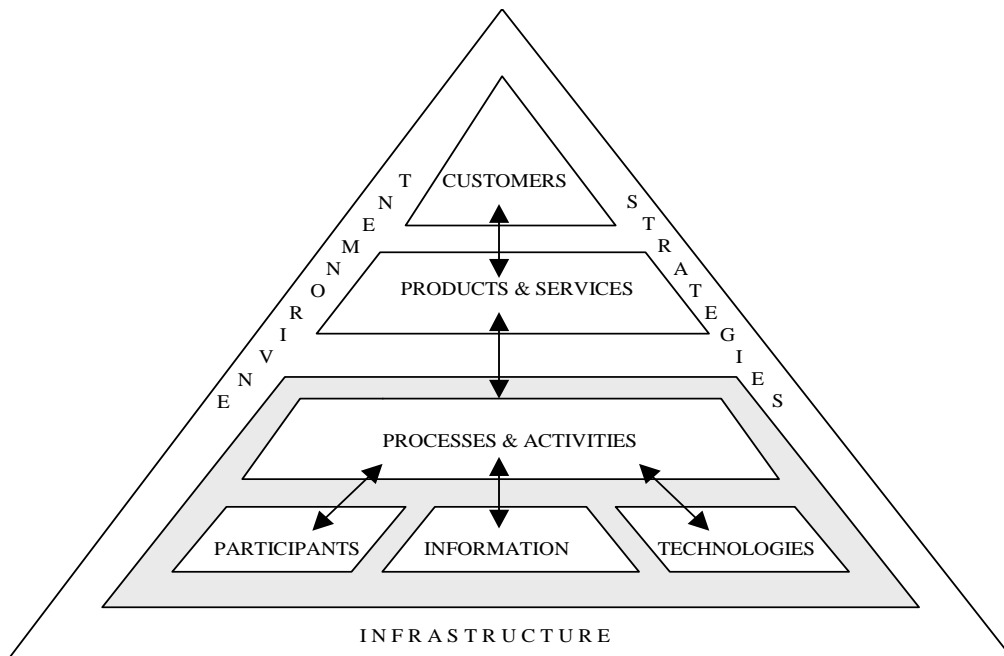 CUSTOMERS
ENVIRONMENT
STRATEGIES
PRODUCTS & SERVICES
PROCESSES & ACTIVITIES
PARTICIPANTS
INFORMATION
TECHNOLOGIES
INFRASTRUCTURE